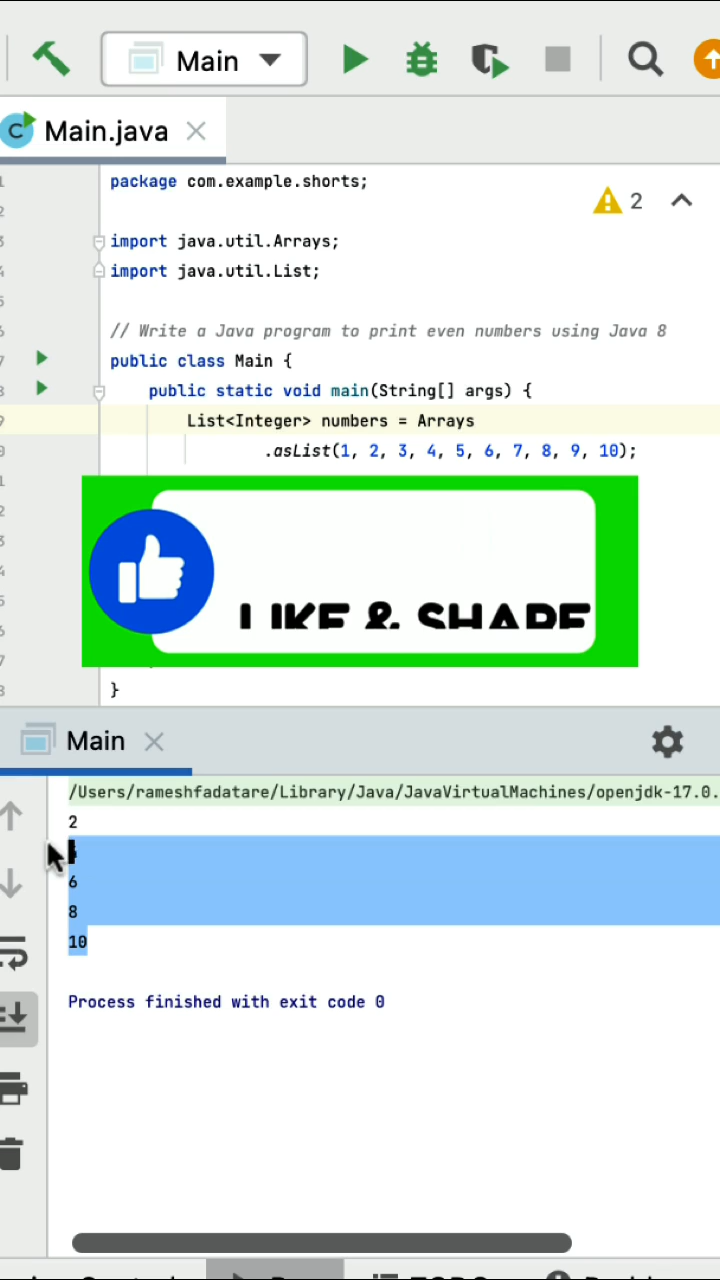 Main
Main.java
package com.example.shorts;
2
import java.util.Arrays;
import java.util.List;
// Write a Java program to print even numbers using Java 8
public class Main {
public static void main(String[] args) {
List<Integer> numbers = Arrays
.asList(1, 2, 3, 4, 5, 6, 7, 8, 9, 10);
LIKE & SHARE
}
Main
/Users/rameshfadatare/Library/Java/JavaVirtualMachines/openjdk-17.0.
2
4
6
8
10
Process finished with exit code 0